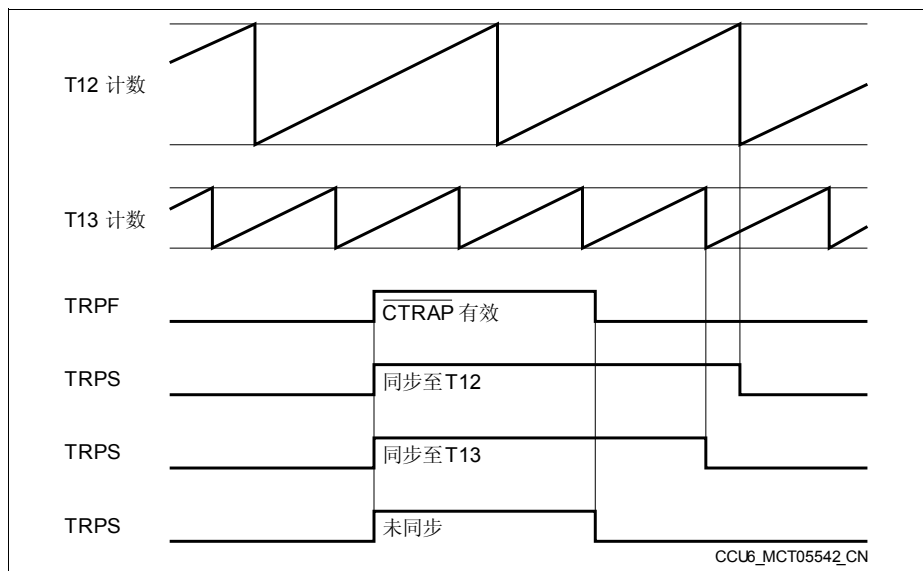 T12 计数
T13 计数
TRPF
CTRAP 有效
TRPS
同步至T12
TRPS
同步至T13
TRPS
未同步
CCU6_MCT05542_CN